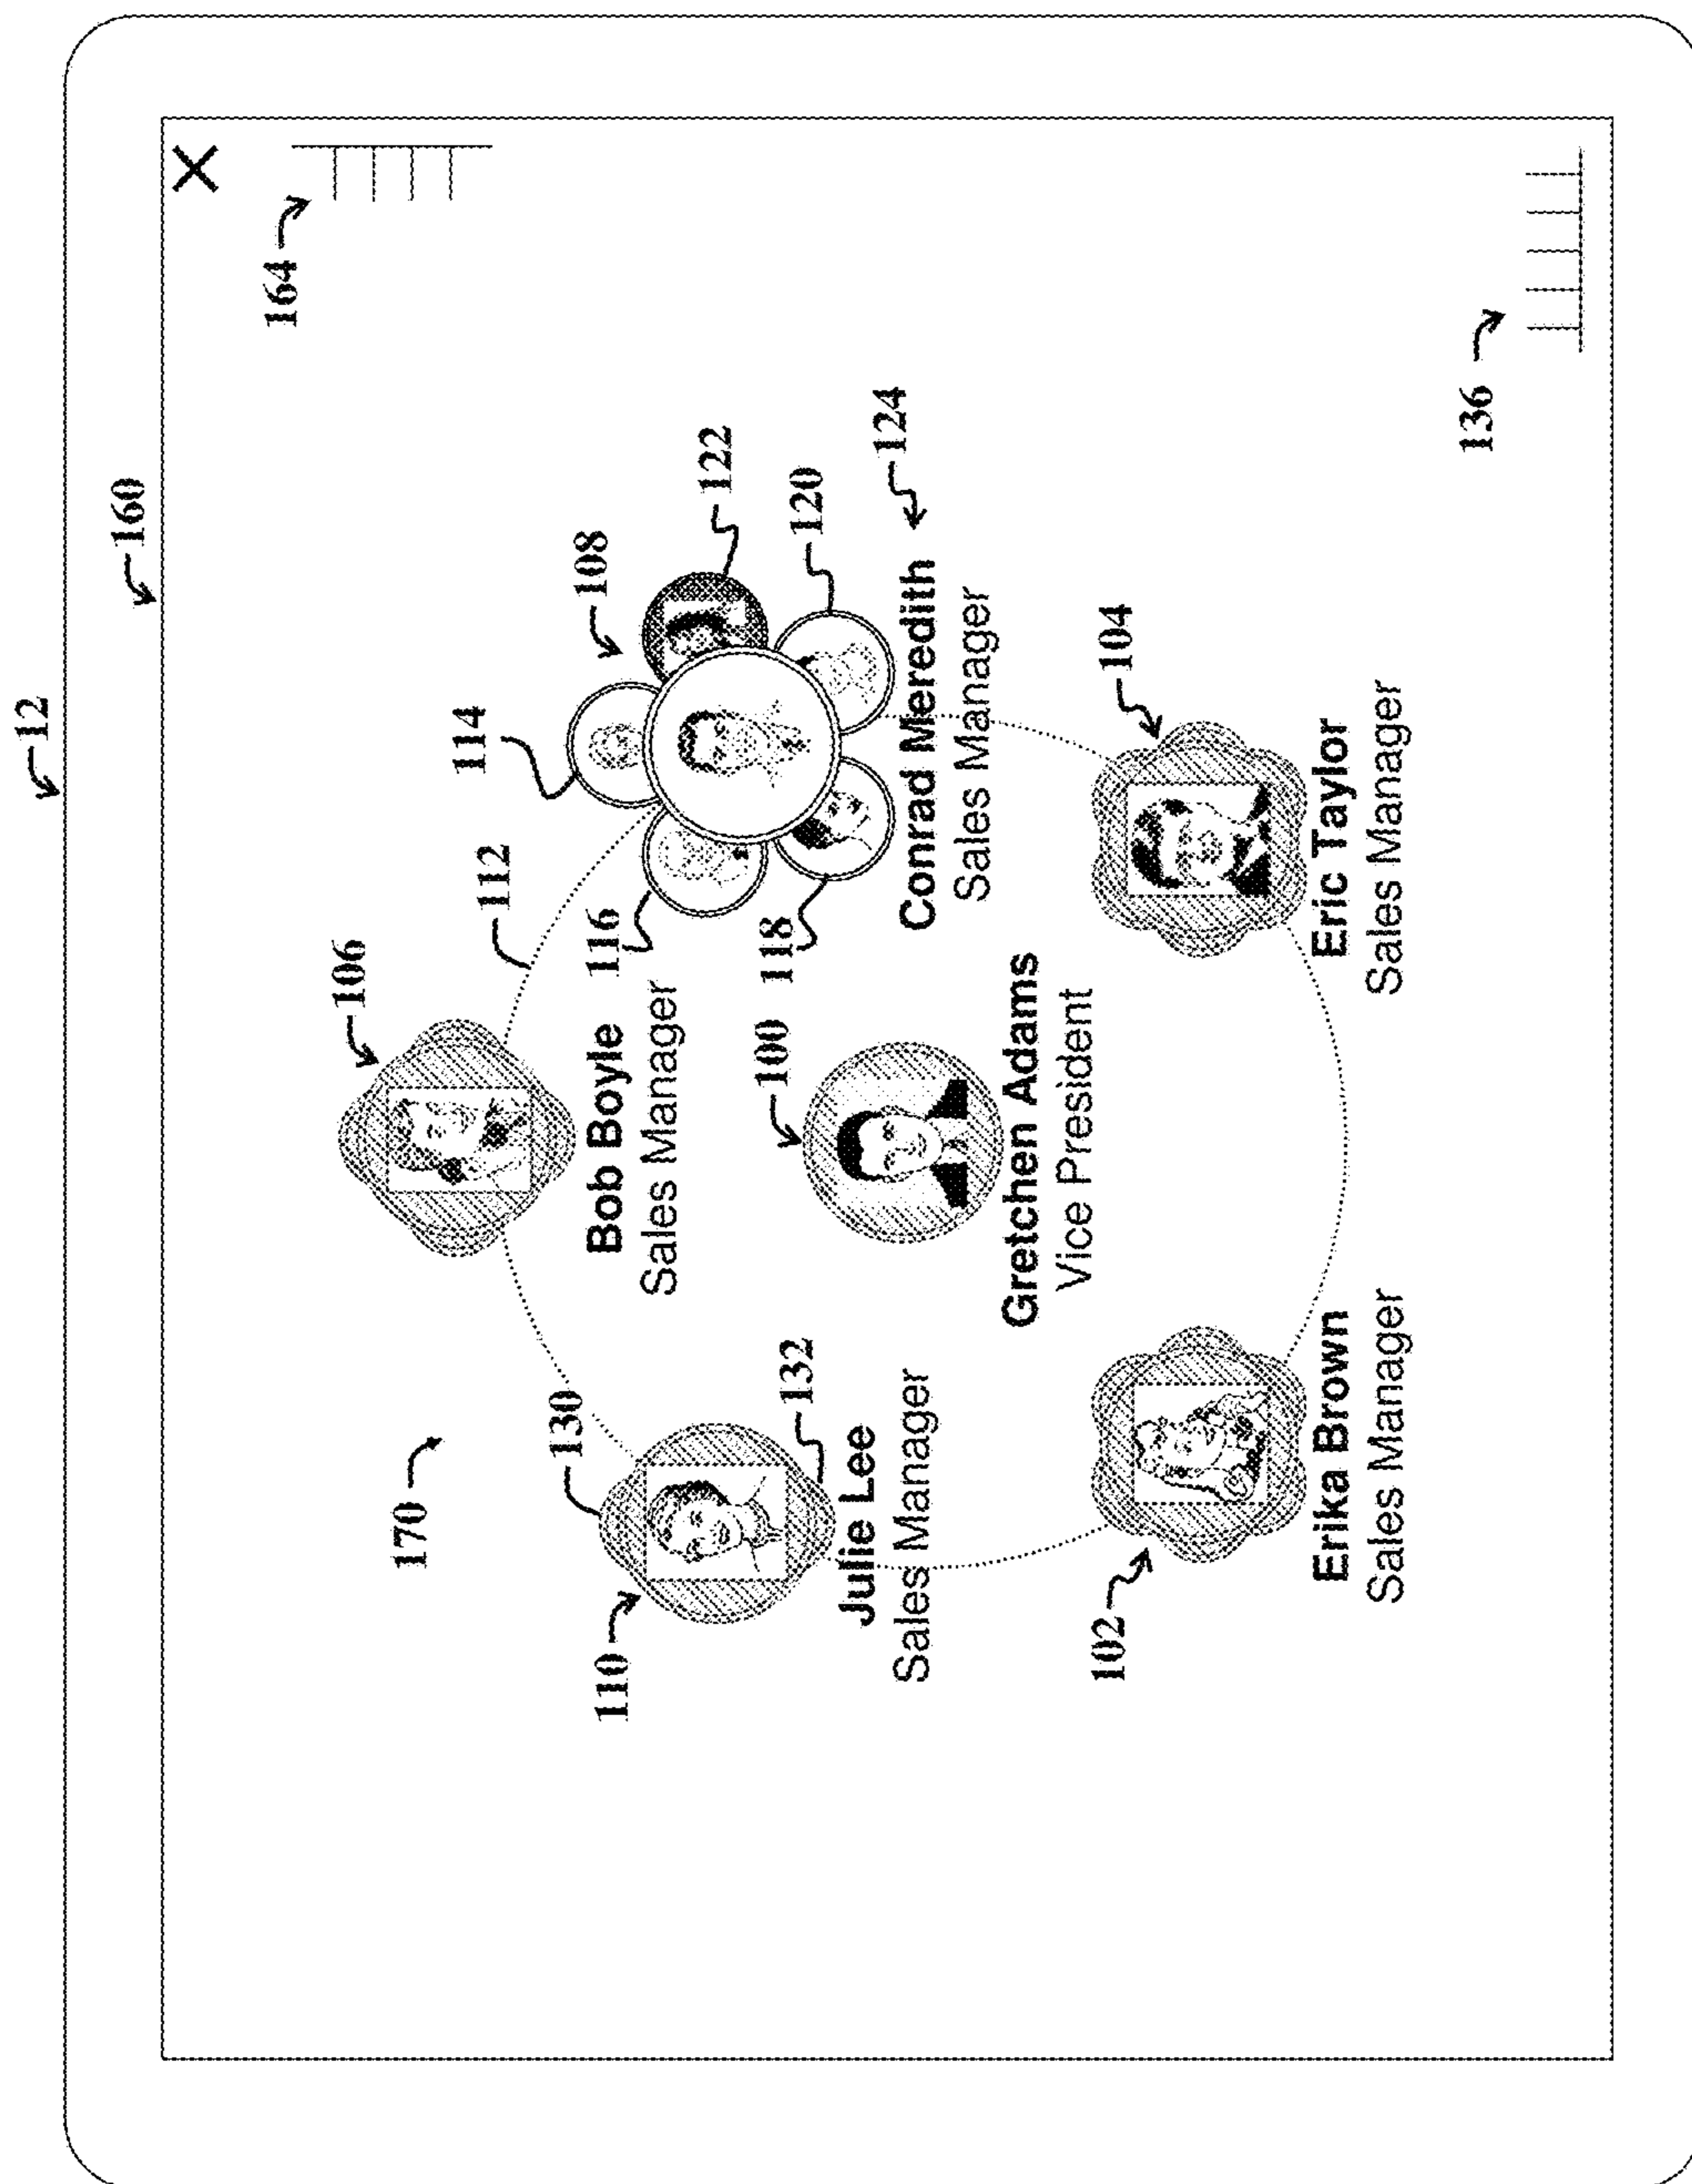 12
160
X
164
106
170
114
112
130
108
110
Bob Boyle
116
Sales Manager
122
100
118
132
120
Julie Lee
Sales Manager
124
Conrad Meredith
Sales Manager
Gretchen Adams
Vice President
102
104
Erika Brown
Sales Manager
Eric Taylor
Sales Manager
136